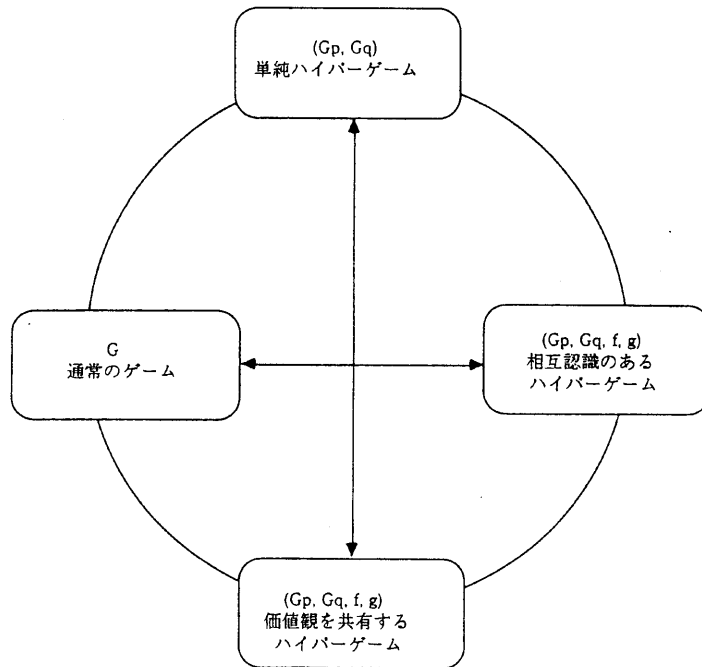 (Gp, Gq)
単純ハイパーゲーム
G
通常のゲーム
(Gp, Gq, f, g)
相互認識のある
ハイパーゲーム
(Gp, Gq, f, g)
価値観を共有する
ハイパーゲーム